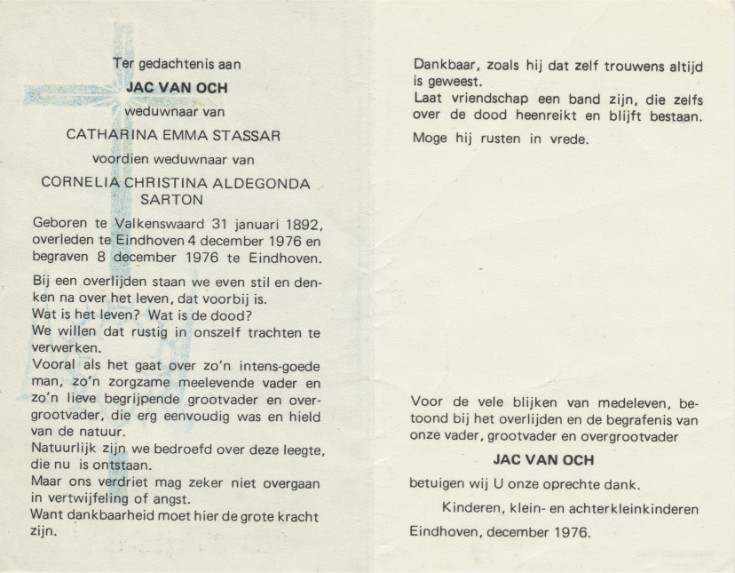 Ter gedachtenis aan
JAC VAN OCH
weduwnaar van
CATHARINA EMMA STASSAR
voordien weduwnaar van
CORNELIA CHRISTINA ALDEGONDA
SARTON
Geboren te Valkenswaard 31 januari 1892,
overleden te Eindhoven 4 december 1976 en
begraven 8 december 1976 te Eindhoven.
Bij een overlijden staan we even stil en den-
ken na over het leven, dat voorbij is.
Wat is het leven? Wat is de dood?
We willen dat rustig in onszelf trachten te
verwerken.
Vooral als het gaat over zo'n intens-goede
man, zo'n zorgzame meelevende vader en
zo'n lieve begrijpende grootvader en over-
grootvader, die erg eenvoudig was en hield
van de natuur.
Natuurlijk zijn we bedroefd over deze leegte,
die nu is ontstaan.
Maar ons verdriet mag zeker niet overgaan
in vertwijfeling of angst.
Want dankbaarheid moet hier de grote kracht
zijn.
Dankbaar, zoals hij dat zelf trouwens altijd
is geweest.
Laat vriendschap een band zijn, die zelfs
over de dood heenreikt en blijft bestaan.
Moge hij rusten in vrede.
Voor de vele blijken van medeleven, be-
toond bij het overlijden en de begrafenis van
onze vader, grootvader en overgrootvader
JAC VAN OCH
betuigen wij U onze oprechte dank.
Kinderen, klein- en achterkleinkinderen
Eindhoven, december 1976.